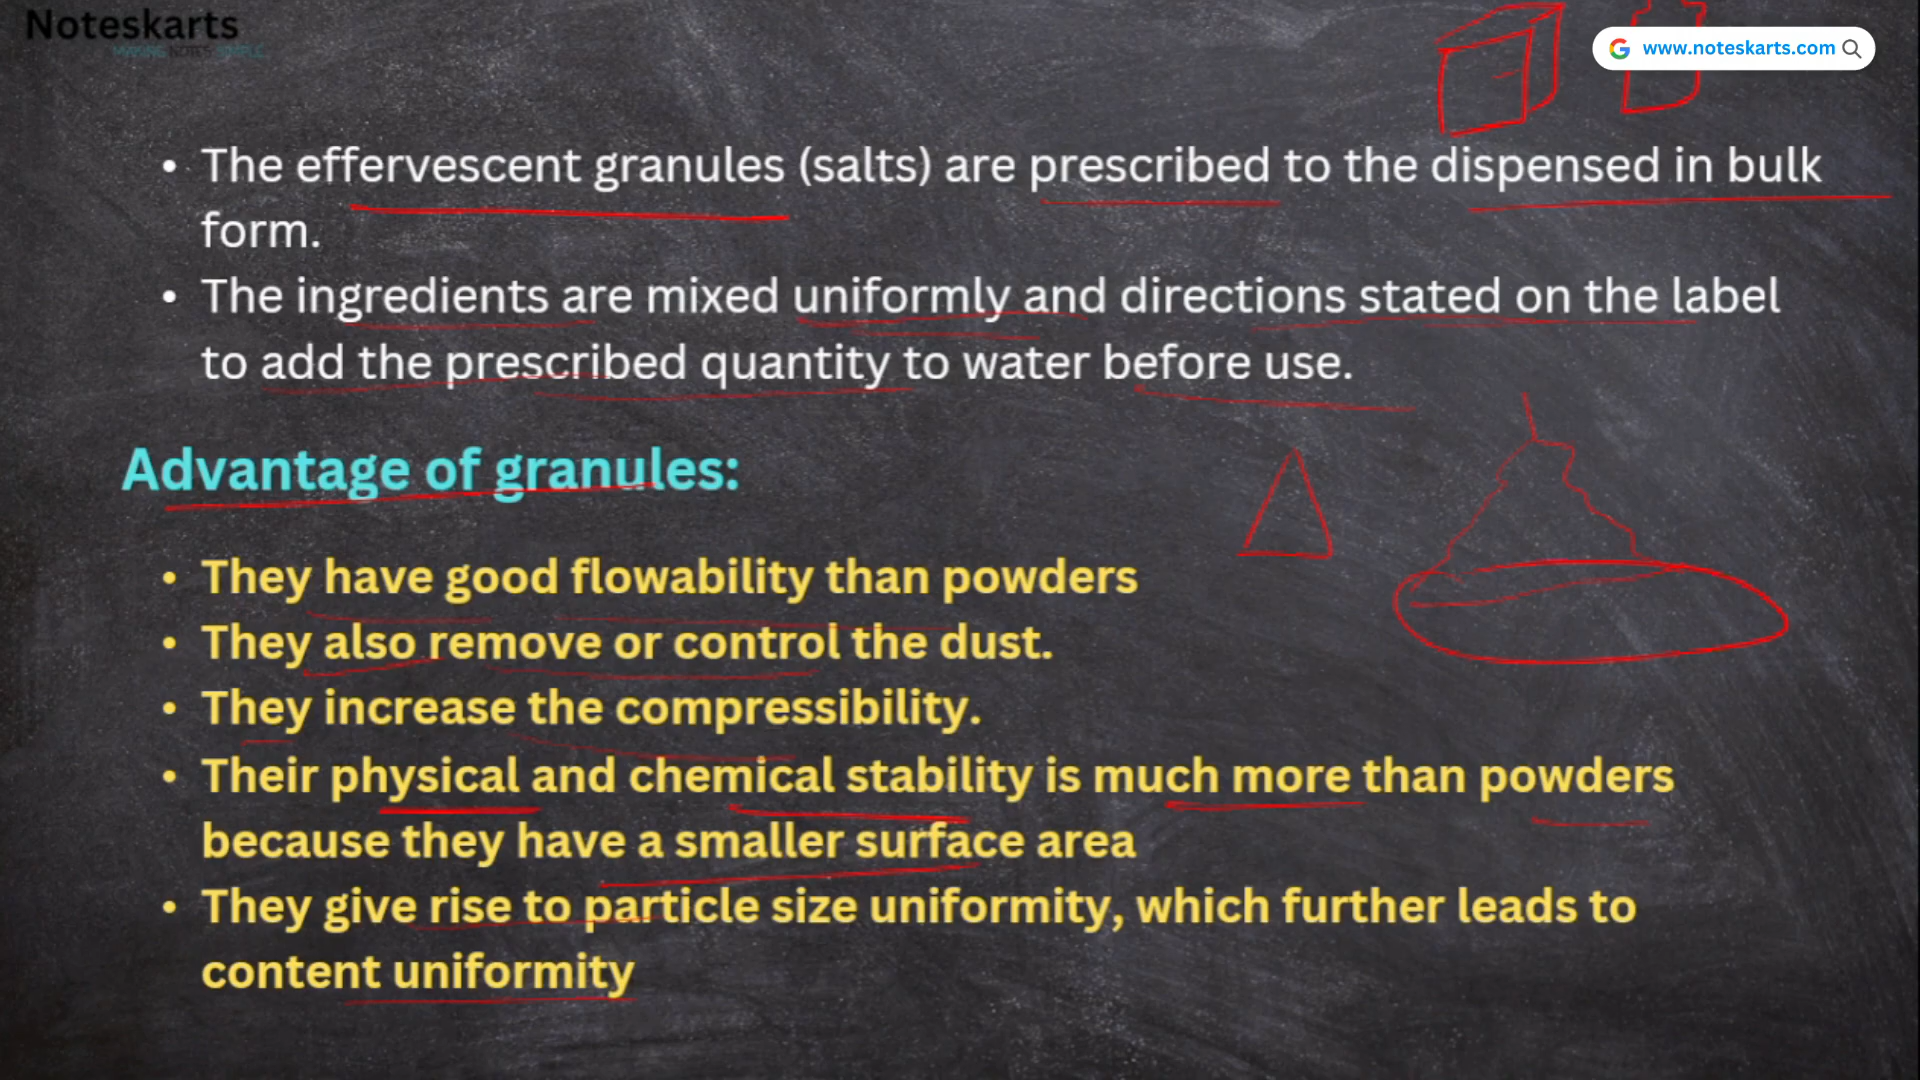 Noteskarts
MAKING NOTES SIMPLE
www.noteskarts.com
• The effervescent granules (salts) are prescribed to the dispensed in bulk
form.
• The ingredients are mixed uniformly and directions stated on the label
to add the prescribed quantity to water before use.
Advantage of granules:
• They have good flowability than powders
• They also remove or control the dust.
• They increase the compressibility.
• Their physical and chemical stability is much more than powders
because they have a smaller surface area
• They give rise to particle size uniformity, which further leads to
content uniformity